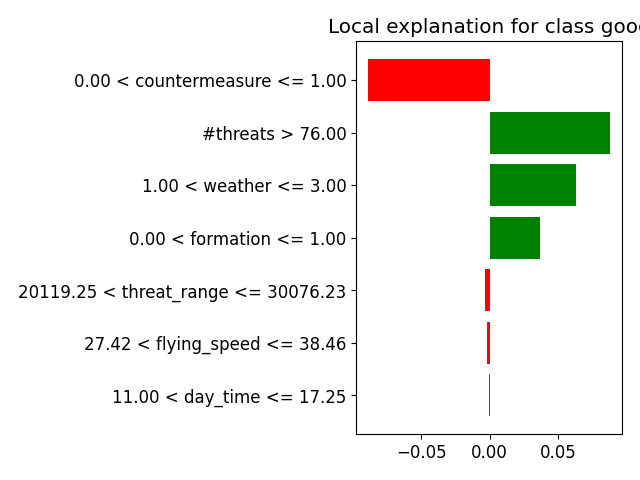 Local explanation for class good
0.00 < countermeasure <= 1.00
#threats > 76.00
1.00 < weather <= 3.00
0.00 < formation <= 1.00
20119.25 < threat_range <= 30076.23
27.42 < flying_speed <= 38.46
11.00 < day_time <= 17.25
−0.05 0.00 0.05